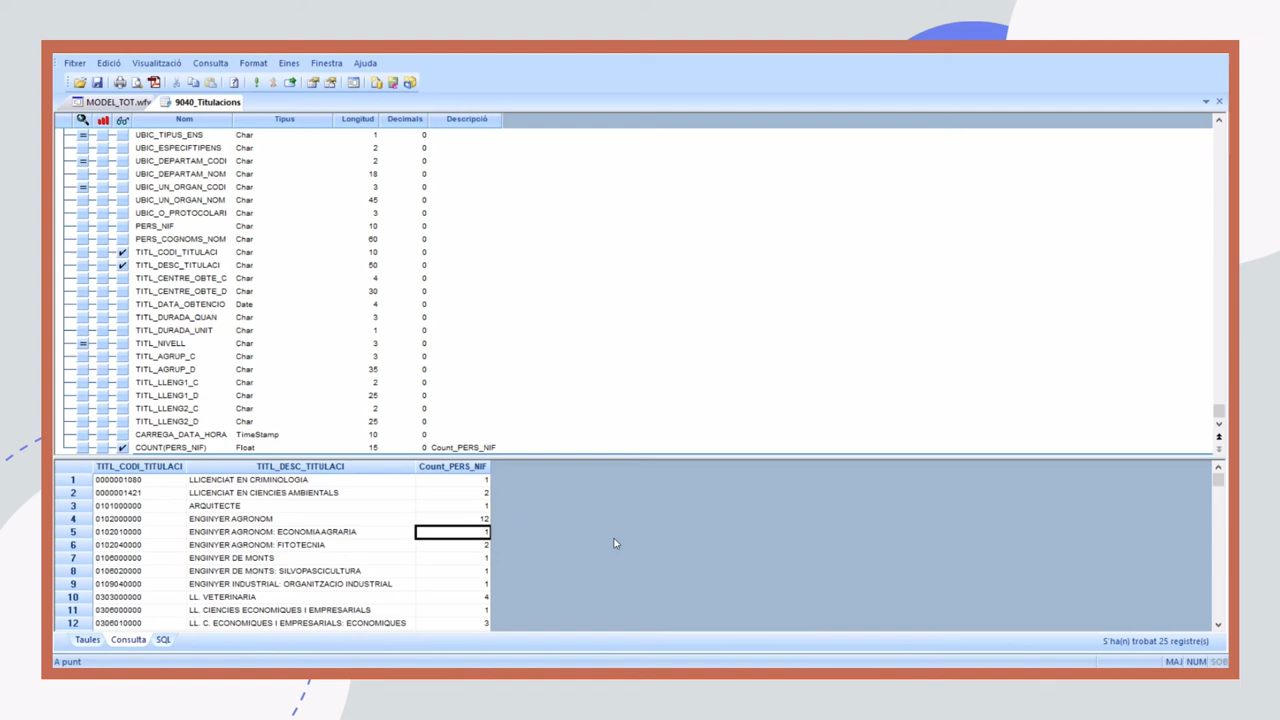 Fitxer Edició Visualització Consulta Format Eines Finestra Ajuda
MODEL_TOT.wfv 9040_Titulacions
Nom Tipus Longitud Decimals Descripció
= UBIC_TIPUS_ENS Char 1 0
UBIC_ESPECIFTIPENS Char 2 0
= UBIC_DEPARTAM_CODI Char 2 0
UBIC_DEPARTAM_NOM Char 18 0
= UBIC_UN_ORGAN_CODI Char 3 0
UBIC_UN_ORGAN_NOM Char 45 0
UBIC_O_PROTOCOLARI Char 3 0
PERS_NIF Char 10 0
PERS_COGNOMS_NOM Char 60 0
TITL_CODI_TITULACI Char 10 0
TITL_DESC_TITULACI Char 50 0
TITL_CENTRE_OBTE_C Char 4 0
TITL_CENTRE_OBTE_D Char 30 0
TITL_DATA_OBTENCIO Date 4 0
TITL_DURADA_QUAN Char 3 0
TITL_DURADA_UNIT Char 1 0
= TITL_NIVELL Char 3 0
TITL_AGRUP_C Char 3 0
TITL_AGRUP_D Char 35 0
TITL_LLENG1_C Char 2 0
TITL_LLENG1_D Char 25 0
TITL_LLENG2_C Char 2 0
TITL_LLENG2_D Char 25 0
CARREGA_DATA_HORA TimeStamp 10 0
COUNT(PERS_NIF) Float 15 0 Count_PERS_NIF
TITL_CODI_TITULACI TITL_DESC_TITULACI Count_PERS_NIF
1 0000001080 LLICENCIAT EN CRIMINOLOGIA 1
2 0000001421 LLICENCIAT EN CIENCIES AMBIENTALS 2
3 0101000000 ARQUITECTE 1
4 0102000000 ENGINYER AGRONOM 12
5 0102010000 ENGINYER AGRONOM: ECONOMIA AGRARIA 1
6 0102040000 ENGINYER AGRONOM: FITOTECNIA 2
7 0106000000 ENGINYER DE MONTS 1
8 0106020000 ENGINYER DE MONTS: SILVOPASCICULTURA 1
9 0109040000 ENGINYER INDUSTRIAL: ORGANITZACIO INDUSTRIAL 1
10 0303000000 LL. VETERINARIA 4
11 0306000000 LL. CIENCIES ECONOMIQUES I EMPRESARIALS 1
12 0306010000 LL. C. ECONOMIQUES I EMPRESARIALS: ECONOMIQUES 3
Taules Consulta SQL S'ha(n) trobat 25 registre(s)
A punt MAJ NUM SOB